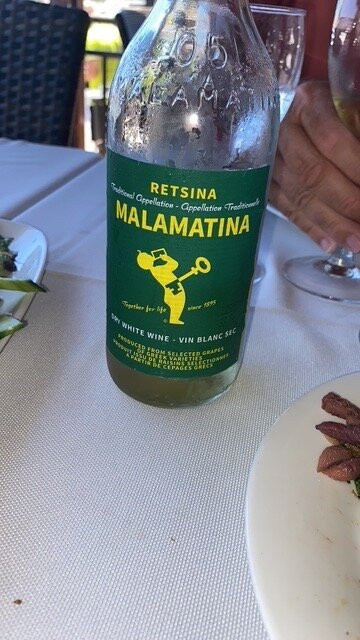 MALAMATI
RETSINA
Traditional Appellation - Appellation Traditionnelle
MALAMATINA
Together for life since 1895
DRY WHITE WINE - VIN BLANC SEC
PRODUCED FROM SELECTED GRAPES
OF GREEK VARIETIES
PRODUIT ISSU DE RAISINS SELECTIONNES
A PARTIR DE CEPAGES GRECS